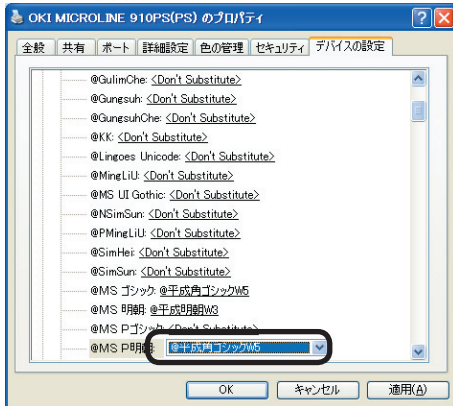 OKI MICROLINE 910PS(PS) のプロパティ
全般 共有 ポート 詳細設定 色の管理 セキュリティ デバイスの設定
@GulimChe: <Don't Substitute>
@Gungsuh: <Don't Substitute>
@GungsuhChe: <Don't Substitute>
@KK: <Don't Substitute>
@Lingoes Unicode: <Don't Substitute>
@MingLiU: <Don't Substitute>
@MS UI Gothic: <Don't Substitute>
@NSimSun: <Don't Substitute>
@PMingLiU: <Don't Substitute>
@SimHei: <Don't Substitute>
@SimSun: <Don't Substitute>
@MS ゴシック: @平成角ゴシックW5
@MS 明朝: @平成明朝W3
@MS Pゴシック: <Don't Substitute>
@MS P明朝: @平成角ゴシックW5
OK キャンセル 適用(A)